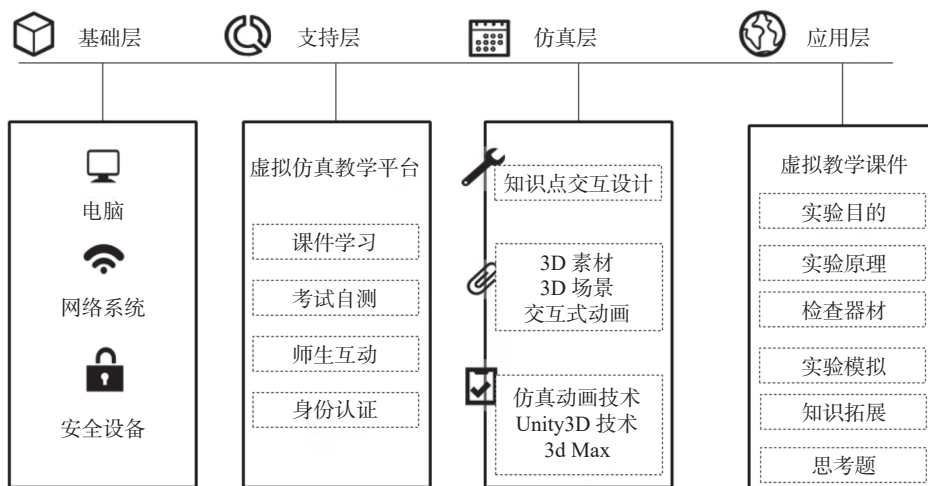 基础层
支持层
仿真层
应用层
电脑
网络系统
安全设备
虚拟仿真教学平台
课件学习
考试自测
师生互动
身份认证
知识点交互设计
3D 素材
3D 场景
交互式动画
仿真动画技术
Unity3D 技术
3d Max
虚拟教学课件
实验目的
实验原理
检查器材
实验模拟
知识拓展
思考题